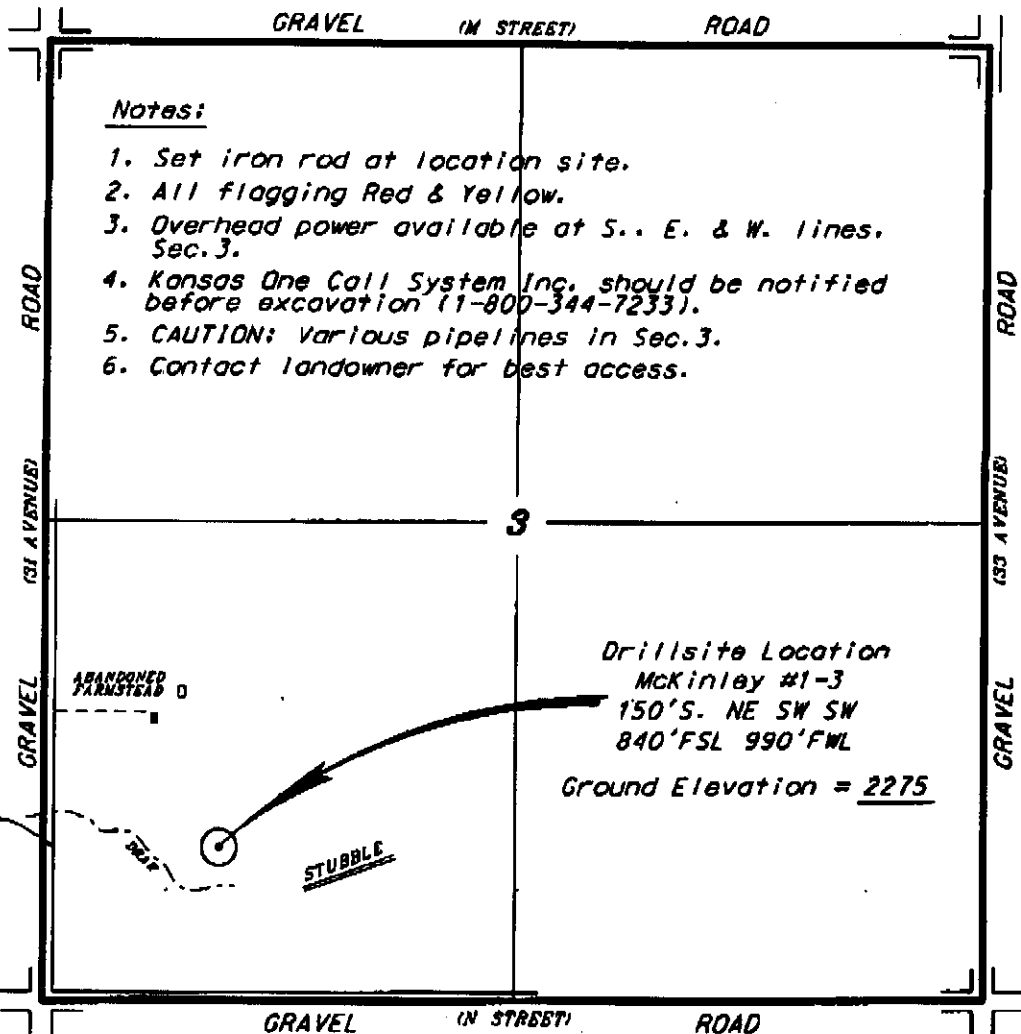 GRAVEL (M STREET) ROAD
Notes:
1. Set iron rod at location site.
2. All flagging Red & Yellow.
3. Overhead power available at S., E. & W. lines,
Sec.3.
4. Kansas One Call System Inc. should be notified
before excavation (1-800-344-7233).
5. CAUTION: Various pipelines in Sec.3.
6. Contact landowner for best access.
ROAD
(31 AVENUE)
GRAVEL
ROAD
(33 AVENUE)
GRAVEL
3
ABANDONED
FARMSTEAD
Drillsite Location
McKinley #1-3
150'S. NE SW SW
840'FSL 990'FWL
Ground Elevation = 2275
DRAW
STUBBLE
GRAVEL (N STREET) ROAD